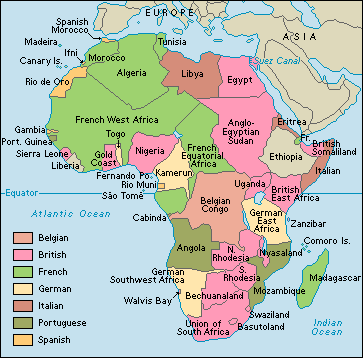 EUROPE
ASIA
Spanish
Morocco
Madeira
Ifni
Canary Is.
Rio de Oro
Morocco
Tunisia
Algeria
Libya
Egypt
Suez Canal
French West Africa
Anglo-
Egyptian
Sudan
Eritrea
Fr.
British
Somaliland
Italian
Ethiopia
Gambia
Port. Guinea
Sierra Leone
Liberia
Togo
Gold
Coast
Nigeria
Kamerun
French
Equatorial
Africa
Fernando Po
Rio Muni
São Tomé
Equator
Uganda
British
East Africa
Belgian
Congo
German
East
Africa
Zanzibar
Atlantic Ocean
Cabinda
Comoro Is.
Angola
N.
Rhodesia
Nyasaland
S.
Rhodesia
Mozambique
Madagascar
German
Southwest Africa
Walvis Bay
Bechuanaland
Swaziland
Basutoland
Union of
South Africa
Indian
Ocean
Belgian
British
French
German
Italian
Portuguese
Spanish